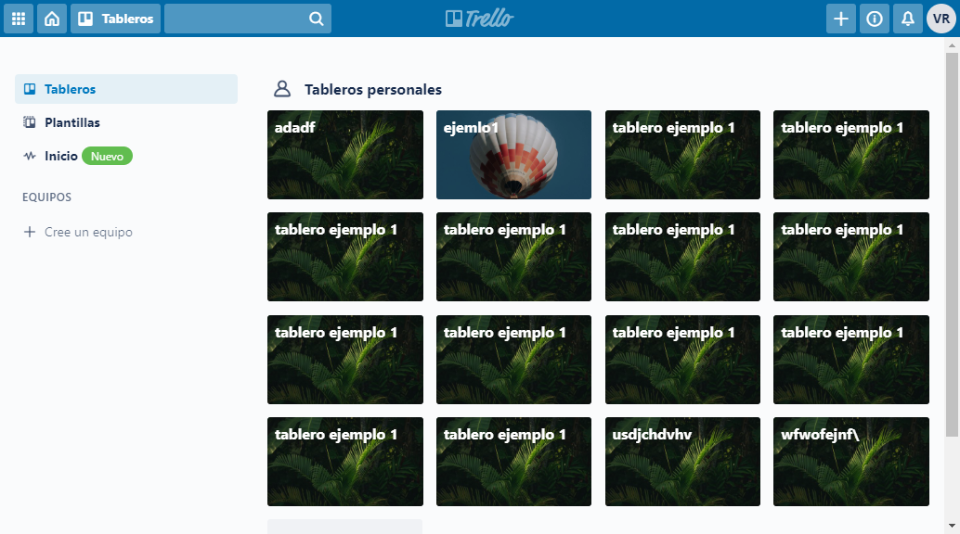 Tableros
Trello
VR
Tableros
Plantillas
Inicio Nuevo
EQUIPOS
Cree un equipo
Tableros personales
adadf
ejemlo1
tablero ejemplo 1
tablero ejemplo 1
tablero ejemplo 1
tablero ejemplo 1
tablero ejemplo 1
tablero ejemplo 1
tablero ejemplo 1
tablero ejemplo 1
tablero ejemplo 1
tablero ejemplo 1
tablero ejemplo 1
tablero ejemplo 1
usdjchdvhv
wfwofejnf\